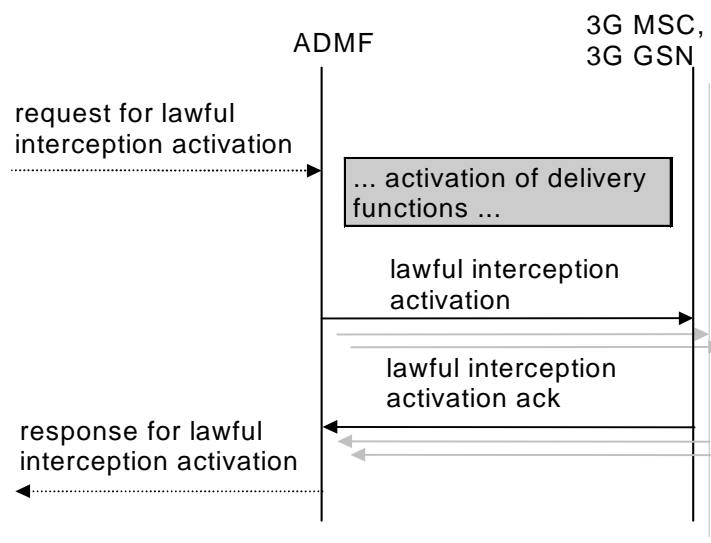 ADMF
3G MSC,
3G GSN
request for lawful
interception activation
... activation of delivery
functions ...
lawful interception
activation
lawful interception
activation ack
response for lawful
interception activation